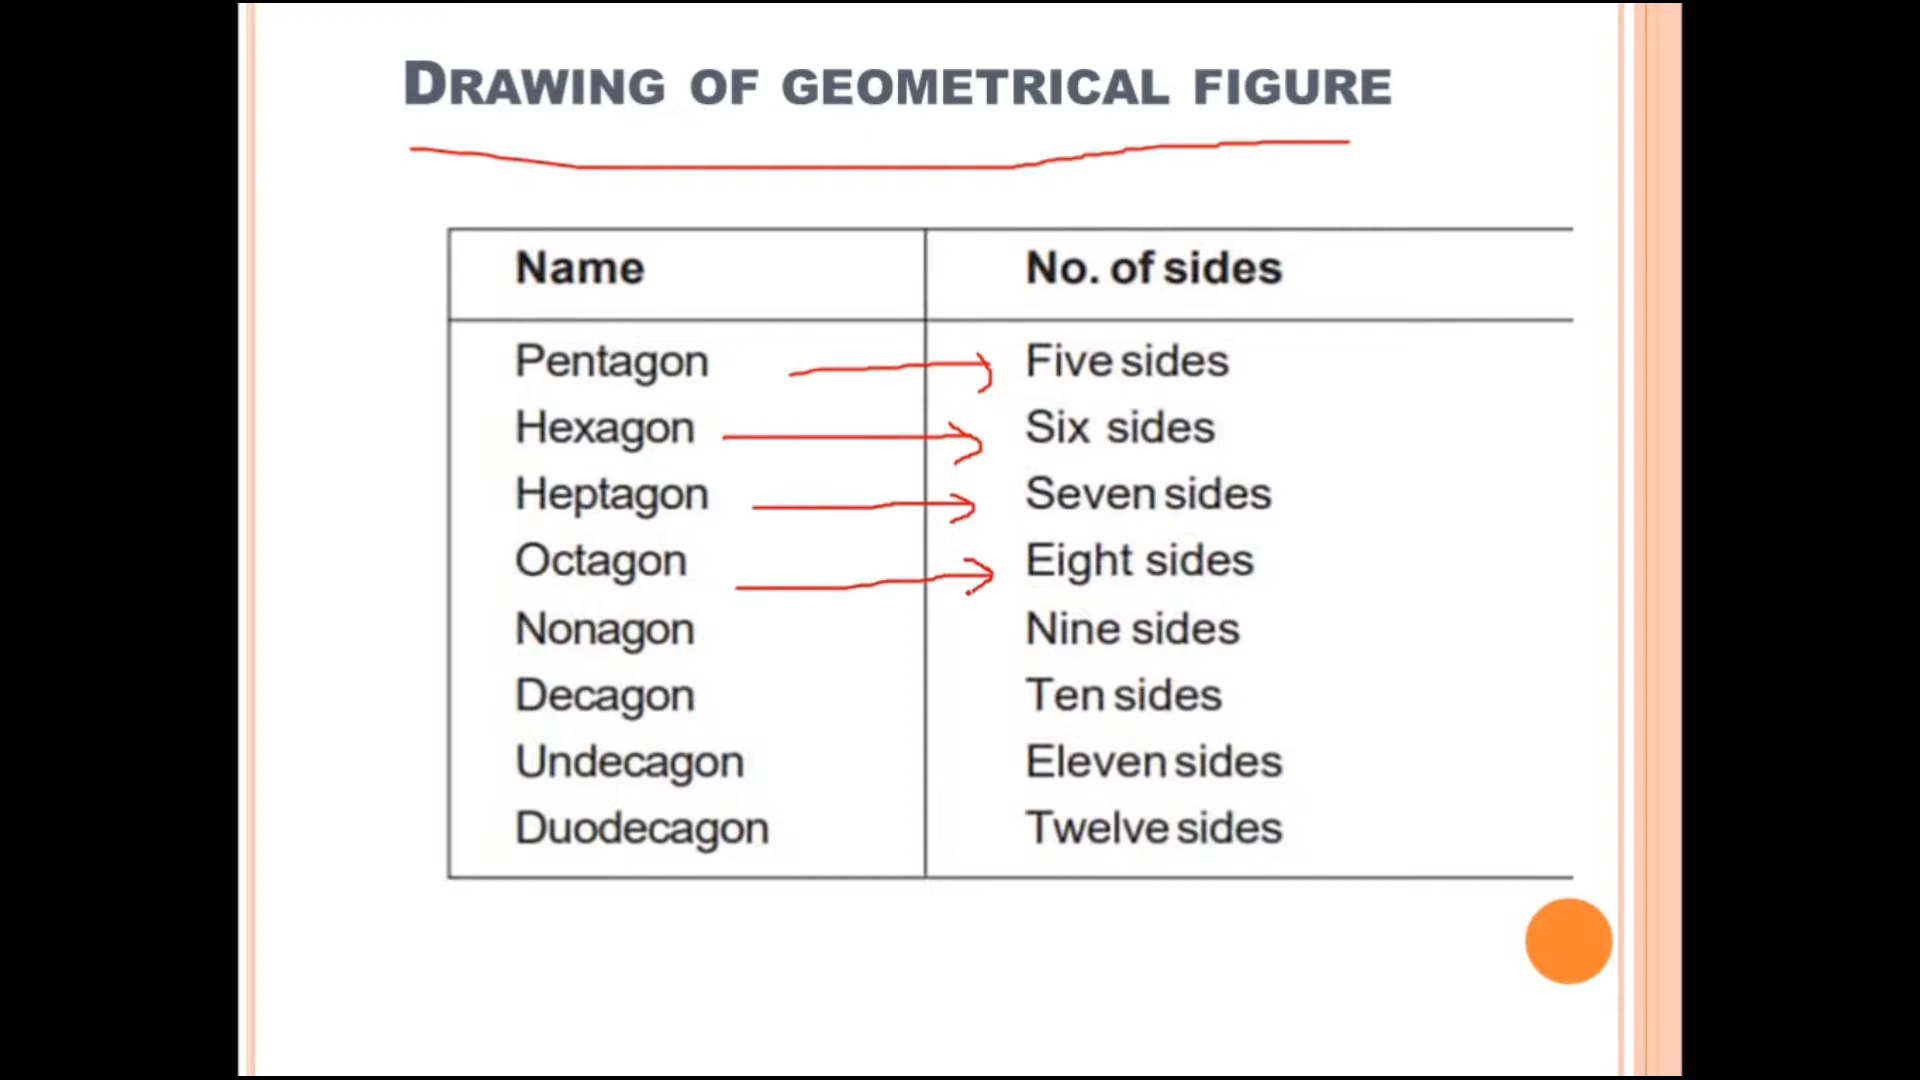 DRAWING OF GEOMETRICAL FIGURE
Name No. of sides
Pentagon Five sides
Hexagon Six sides
Heptagon Seven sides
Octagon Eight sides
Nonagon Nine sides
Decagon Ten sides
Undecagon Eleven sides
Duodecagon Twelve sides